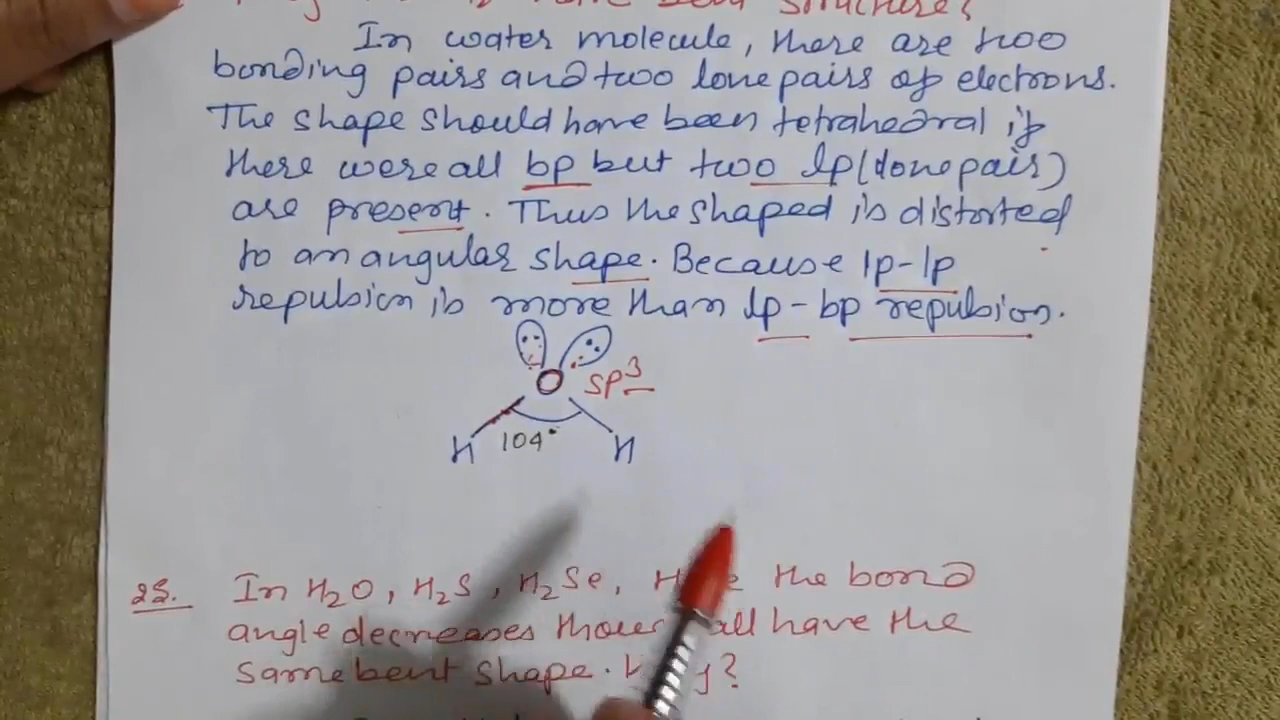 have bent structure?
In water molecule, there are two
bonding pairs and two lone pairs of electrons.
The shape should have been tetrahedral if
there were all bp but two lp (lone pair)
are present. Thus the shaped is distorted
to an angular shape. Because lp-lp
repulsion is more than lp-bp repulsion.
O sp³
H 104° H
25. In H₂O, H₂S, H₂Se, the bond
angle decreases all have the
same bent shape.